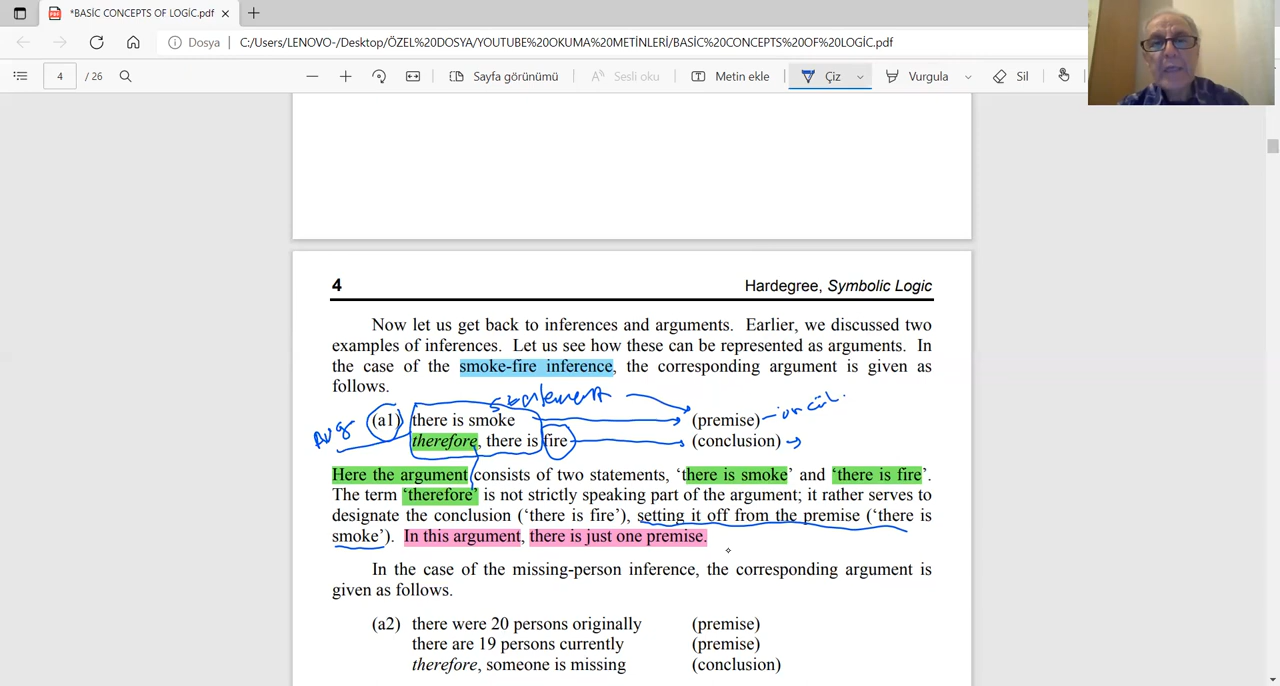 *BASİC CONCEPTS OF LOGİC.pdf
Dosya C:/Users/LENOVO-/Desktop/ÖZEL%20DOSYA/YOUTUBE%20OKUMA%20METİNLERİ/BASİC%20CONCEPTS%20OF%20LOGİC.pdf
4 / 26 Sayfa görünümü Sesli oku Metin ekle Çiz Vurgula Sil
4 Hardegree, Symbolic Logic
Now let us get back to inferences and arguments. Earlier, we discussed two
examples of inferences. Let us see how these can be represented as arguments. In
the case of the smoke-fire inference, the corresponding argument is given as
follows.
statement
(a1) there is smoke (premise) – öncül.
Arg therefore, there is fire (conclusion)
Here the argument consists of two statements, ‘there is smoke’ and ‘there is fire’.
The term ‘therefore’ is not strictly speaking part of the argument; it rather serves to
designate the conclusion (‘there is fire’), setting it off from the premise (‘there is
smoke’). In this argument, there is just one premise.
In the case of the missing-person inference, the corresponding argument is
given as follows.
(a2) there were 20 persons originally (premise)
there are 19 persons currently (premise)
therefore, someone is missing (conclusion)